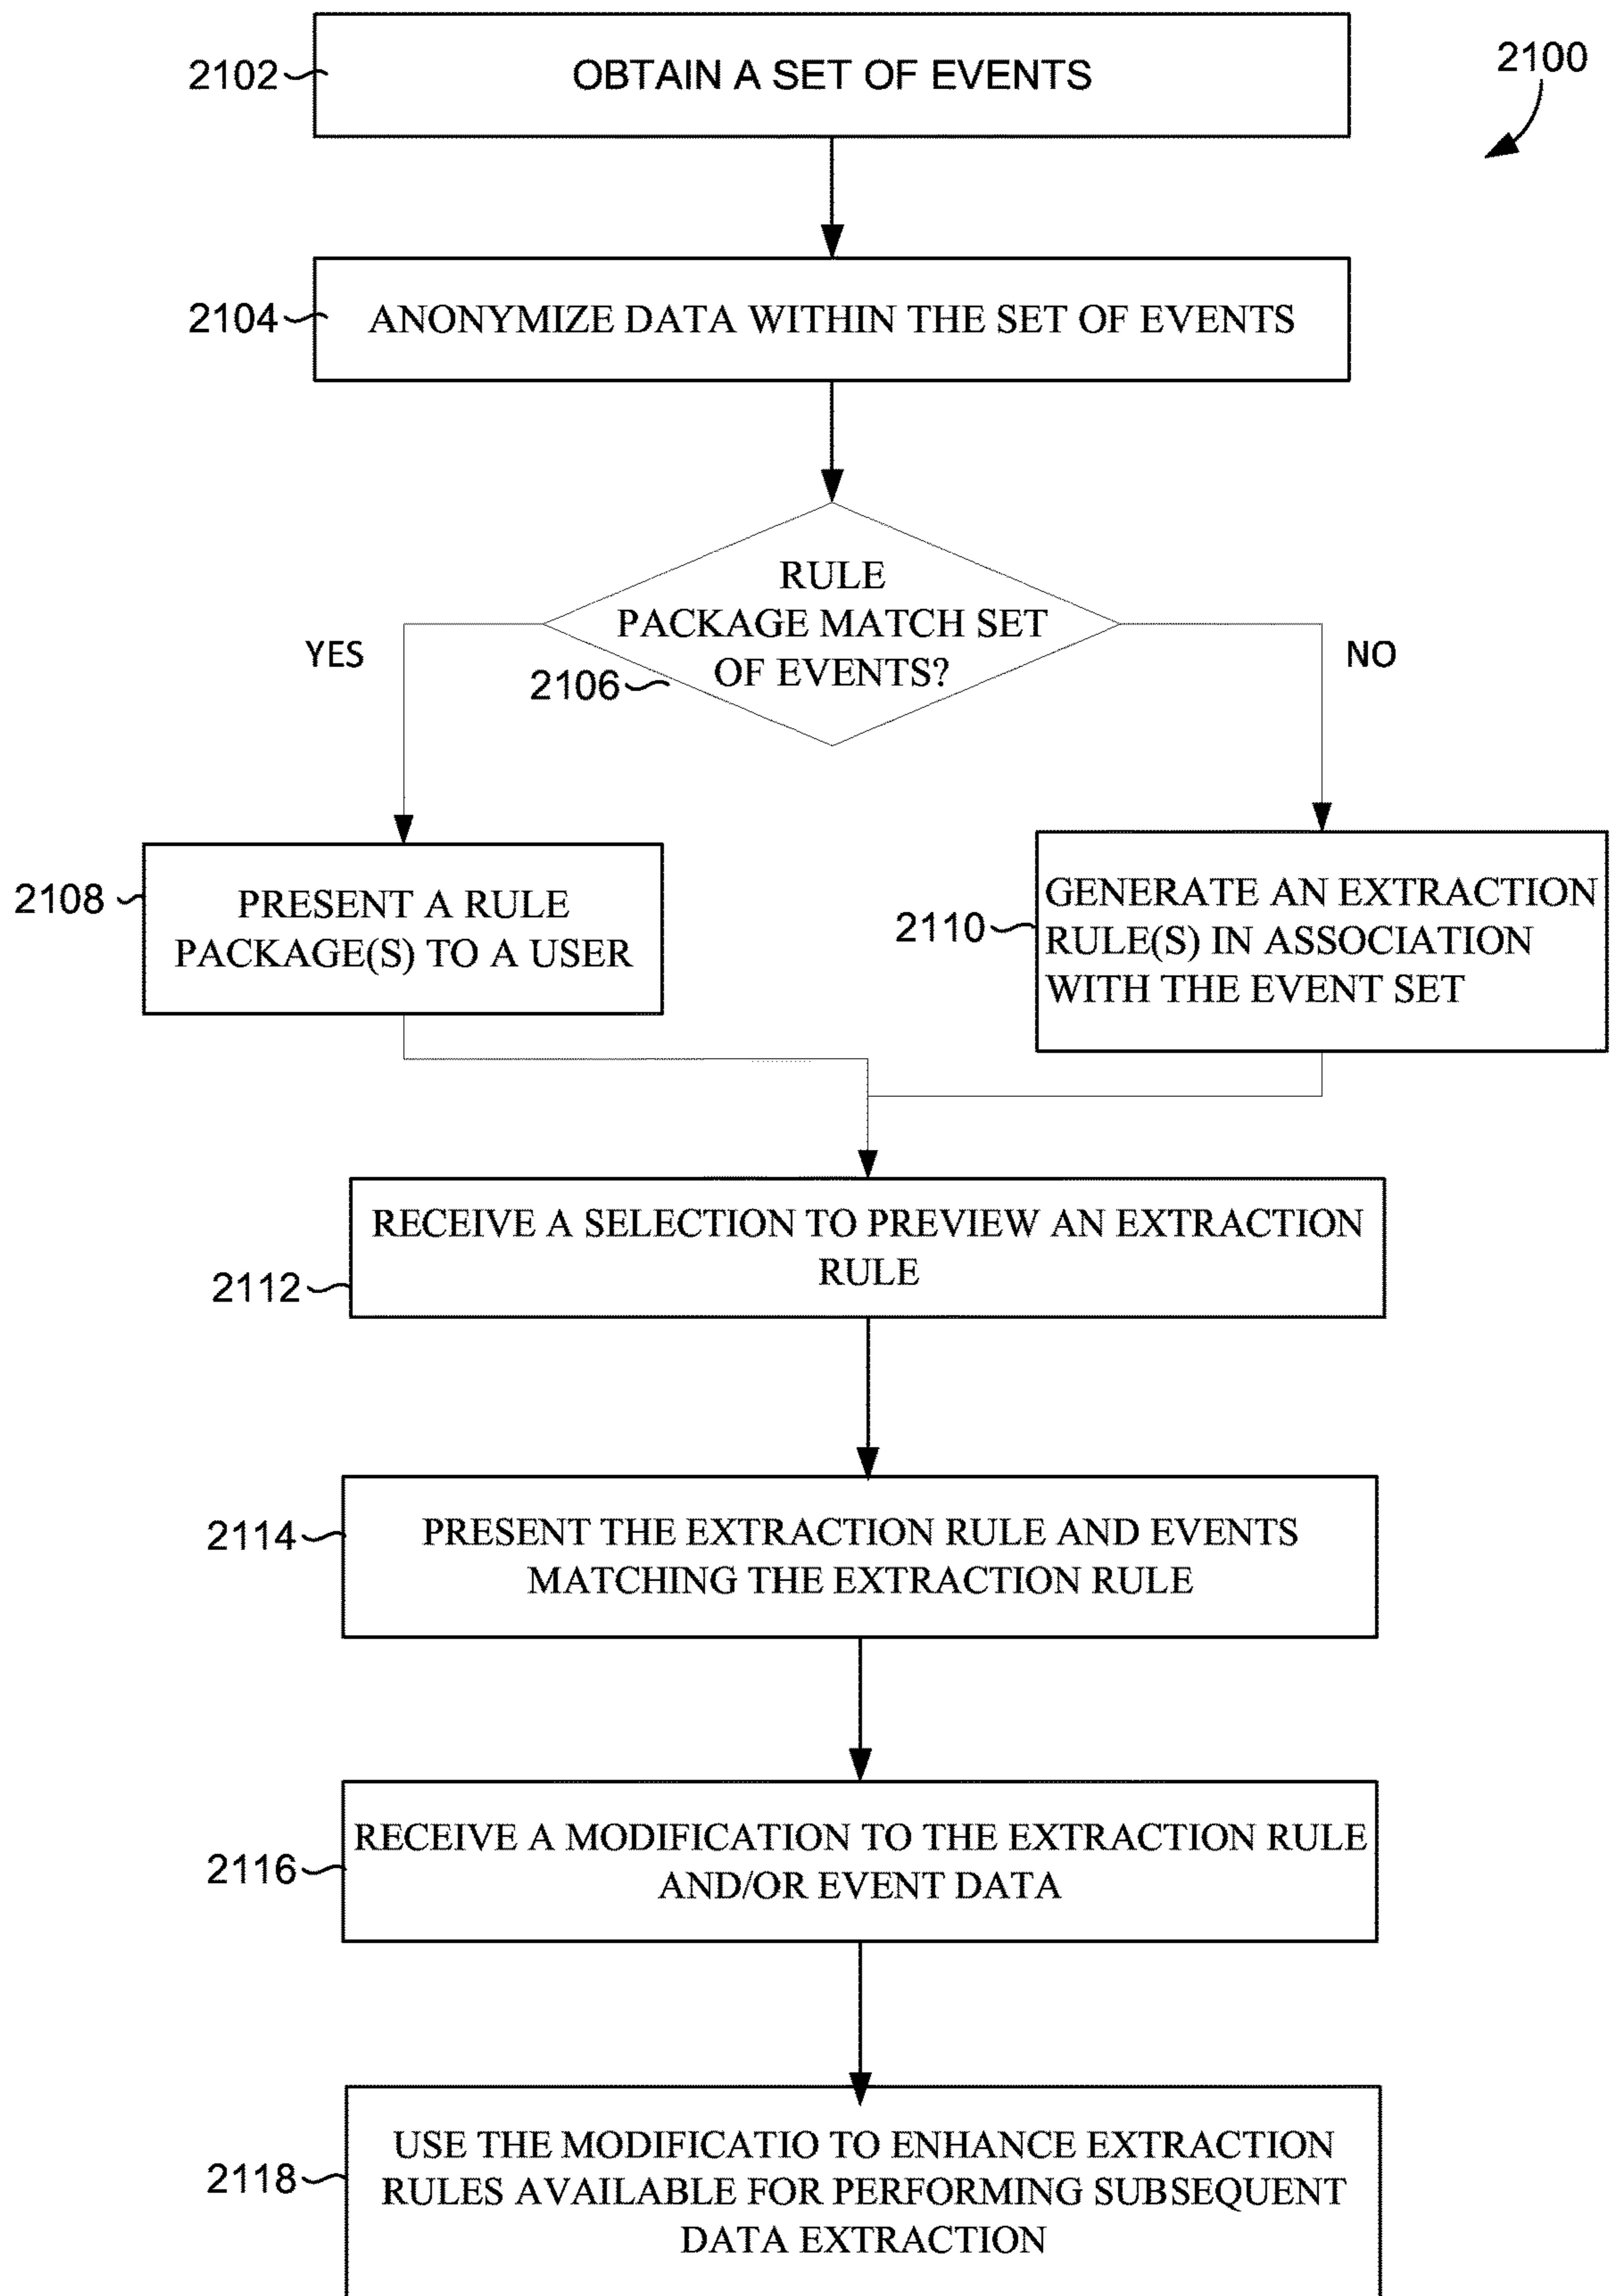 2100
2102
OBTAIN A SET OF EVENTS
2104
ANONYMIZE DATA WITHIN THE SET OF EVENTS
RULE
PACKAGE MATCH SET
OF EVENTS?
2106
YES
NO
2108
PRESENT A RULE
PACKAGE(S) TO A USER
2110
GENERATE AN EXTRACTION
RULE(S) IN ASSOCIATION
WITH THE EVENT SET
RECEIVE A SELECTION TO PREVIEW AN EXTRACTION
RULE
2112
2114
PRESENT THE EXTRACTION RULE AND EVENTS
MATCHING THE EXTRACTION RULE
2116
RECEIVE A MODIFICATION TO THE EXTRACTION RULE
AND/OR EVENT DATA
2118
USE THE MODIFICATIO TO ENHANCE EXTRACTION
RULES AVAILABLE FOR PERFORMING SUBSEQUENT
DATA EXTRACTION